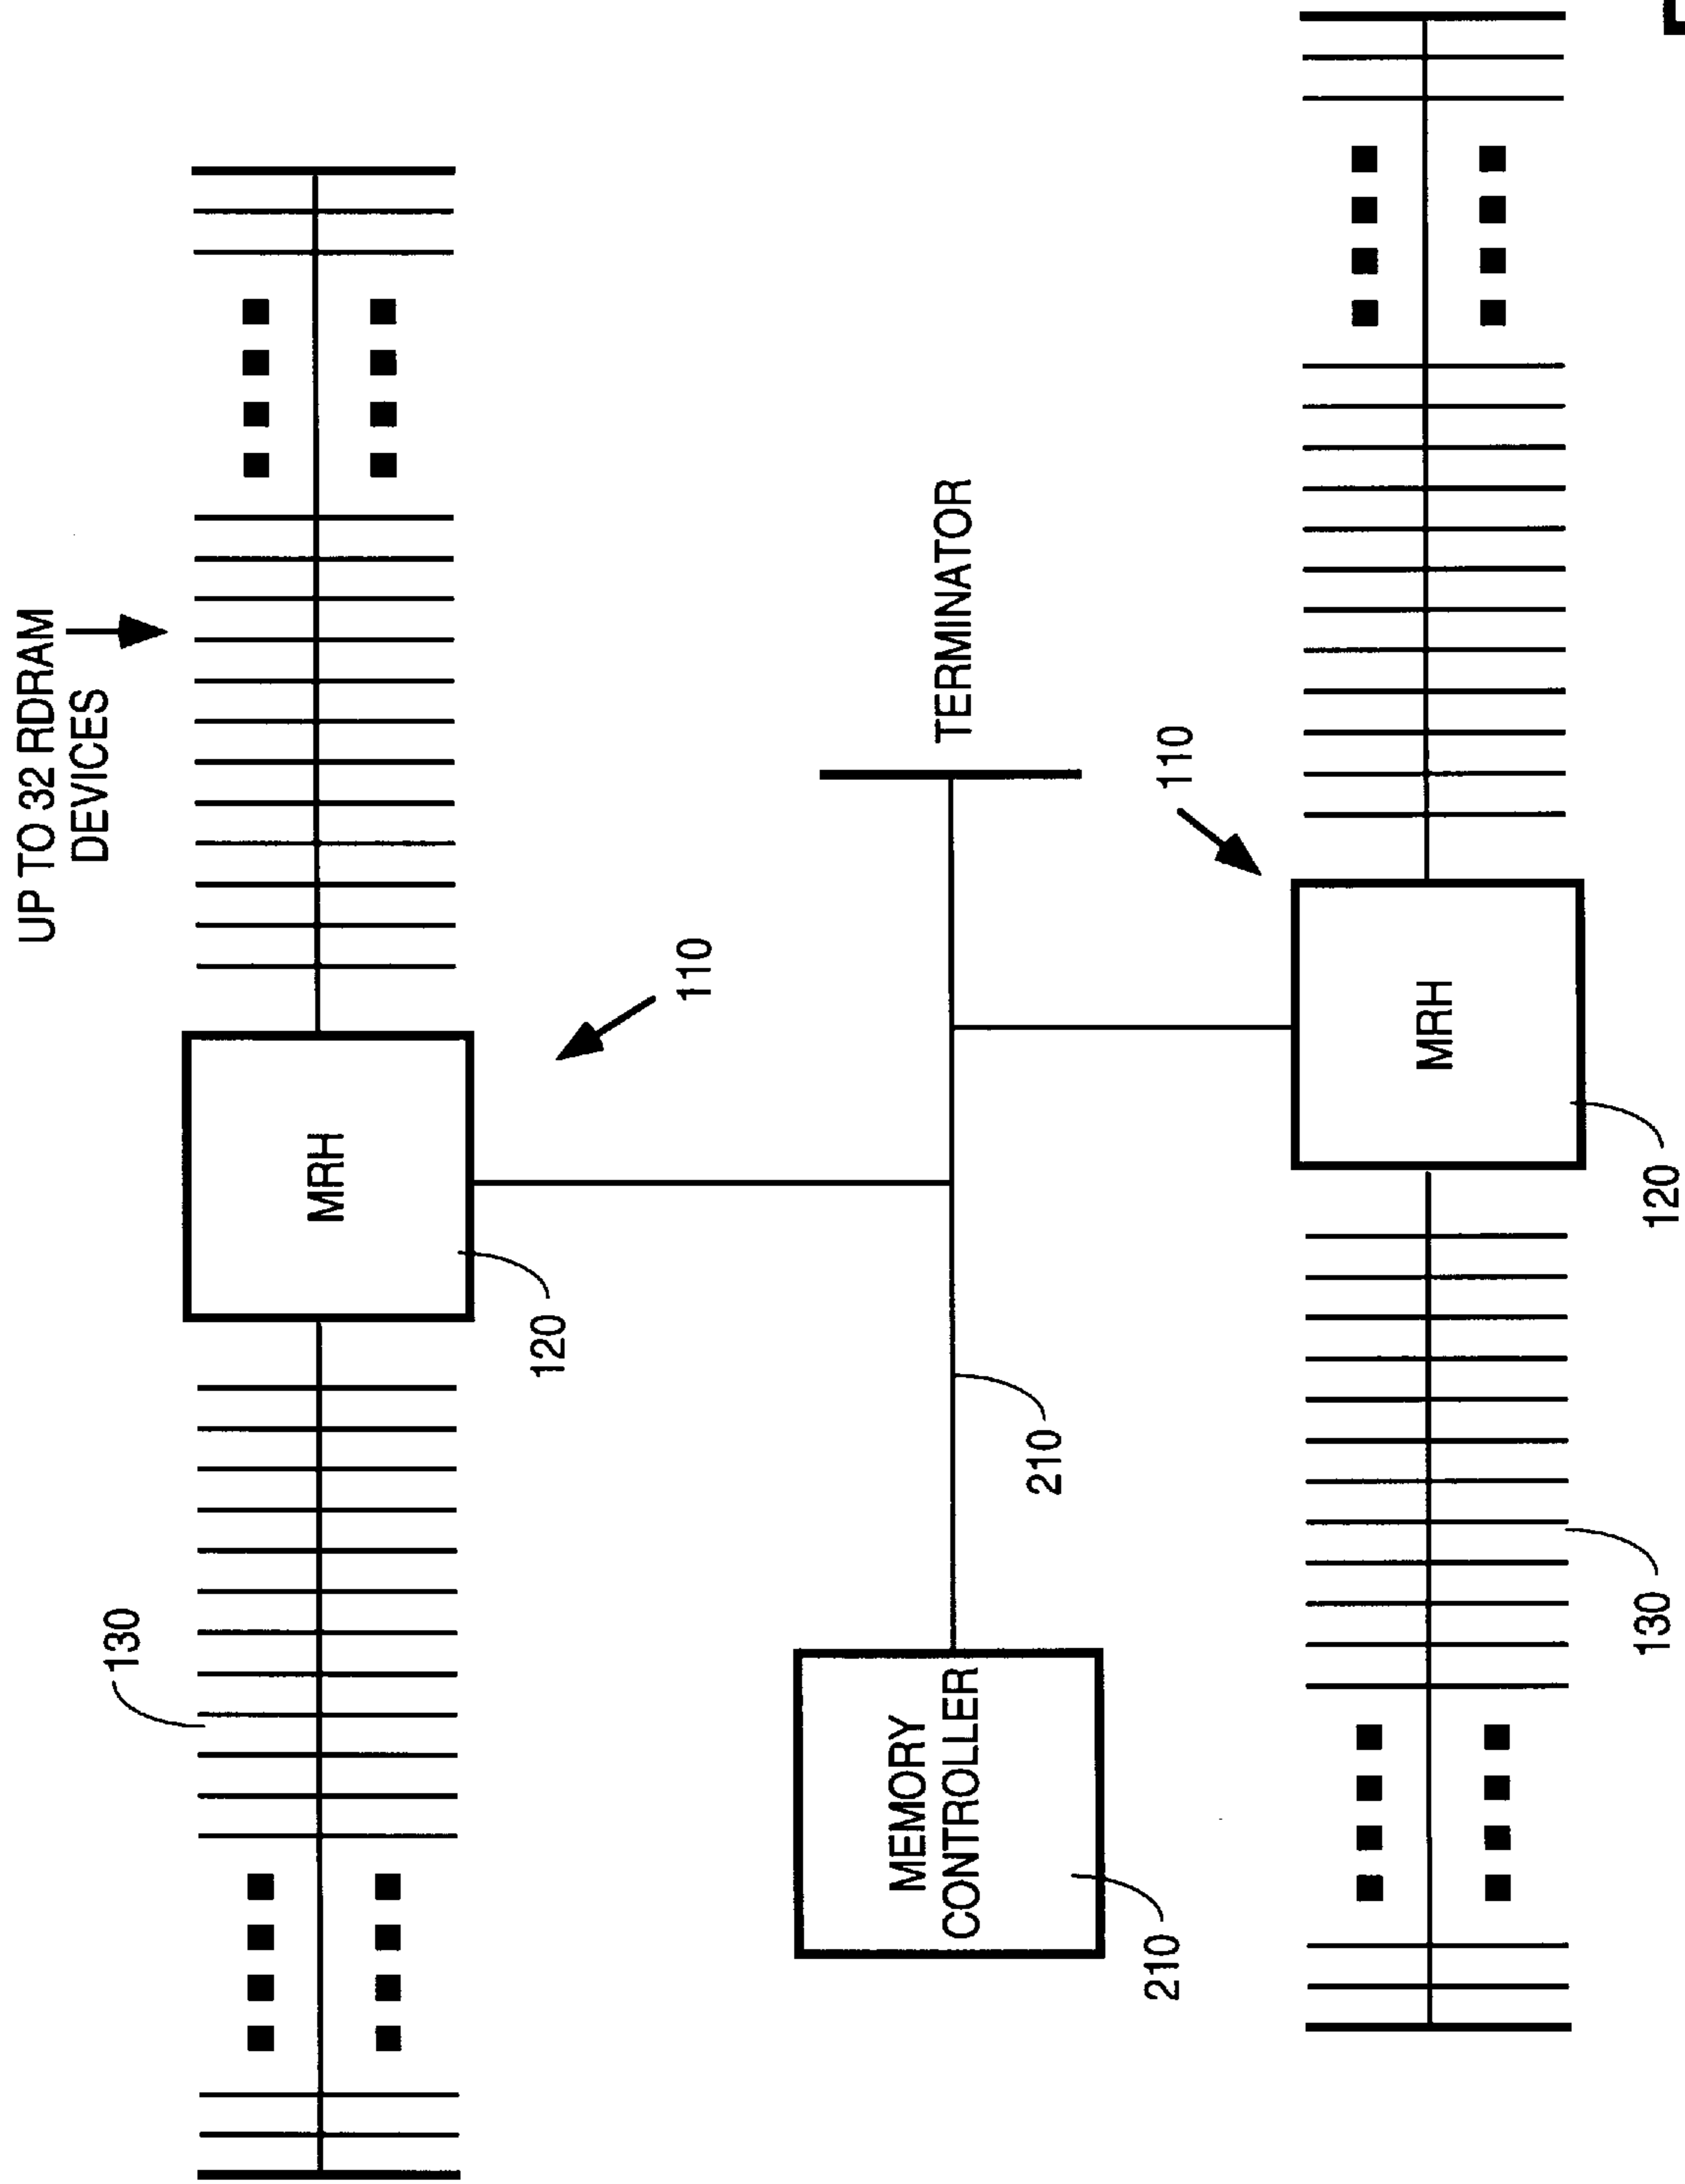 UP TO 32 RDRAM
DEVICES
130
MRH
110
120
TERMINATOR
MEMORY
CONTROLLER
210
210
110
MRH
120
130